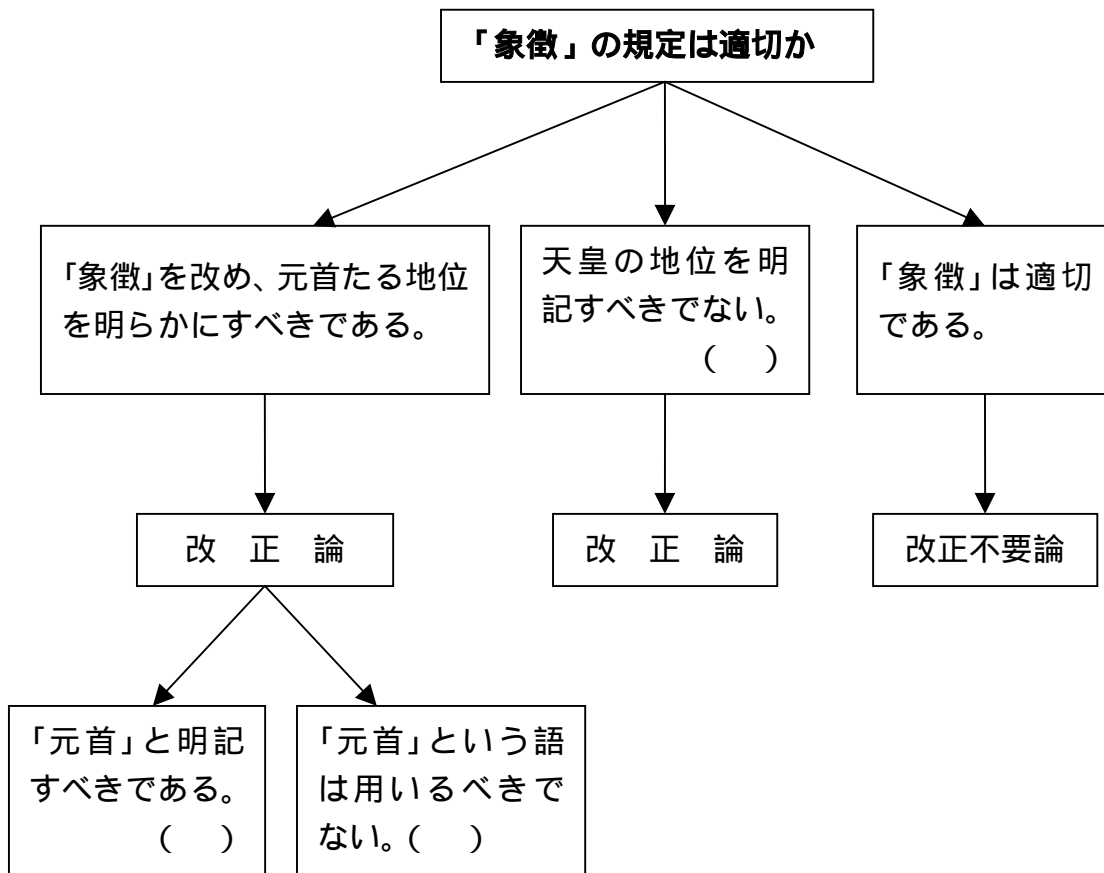 「象徴」の規定は適切か
「象徴」を改め、元首たる地位
を明らかにすべきである。
天皇の地位を明
記すべきでない。
(　)
「象徴」は適切
である。
改　正　論
改　正　論
改正不要論
「元首」と明記
すべきである。
(　)
「元首」という語
は用いるべきで
ない。(　)